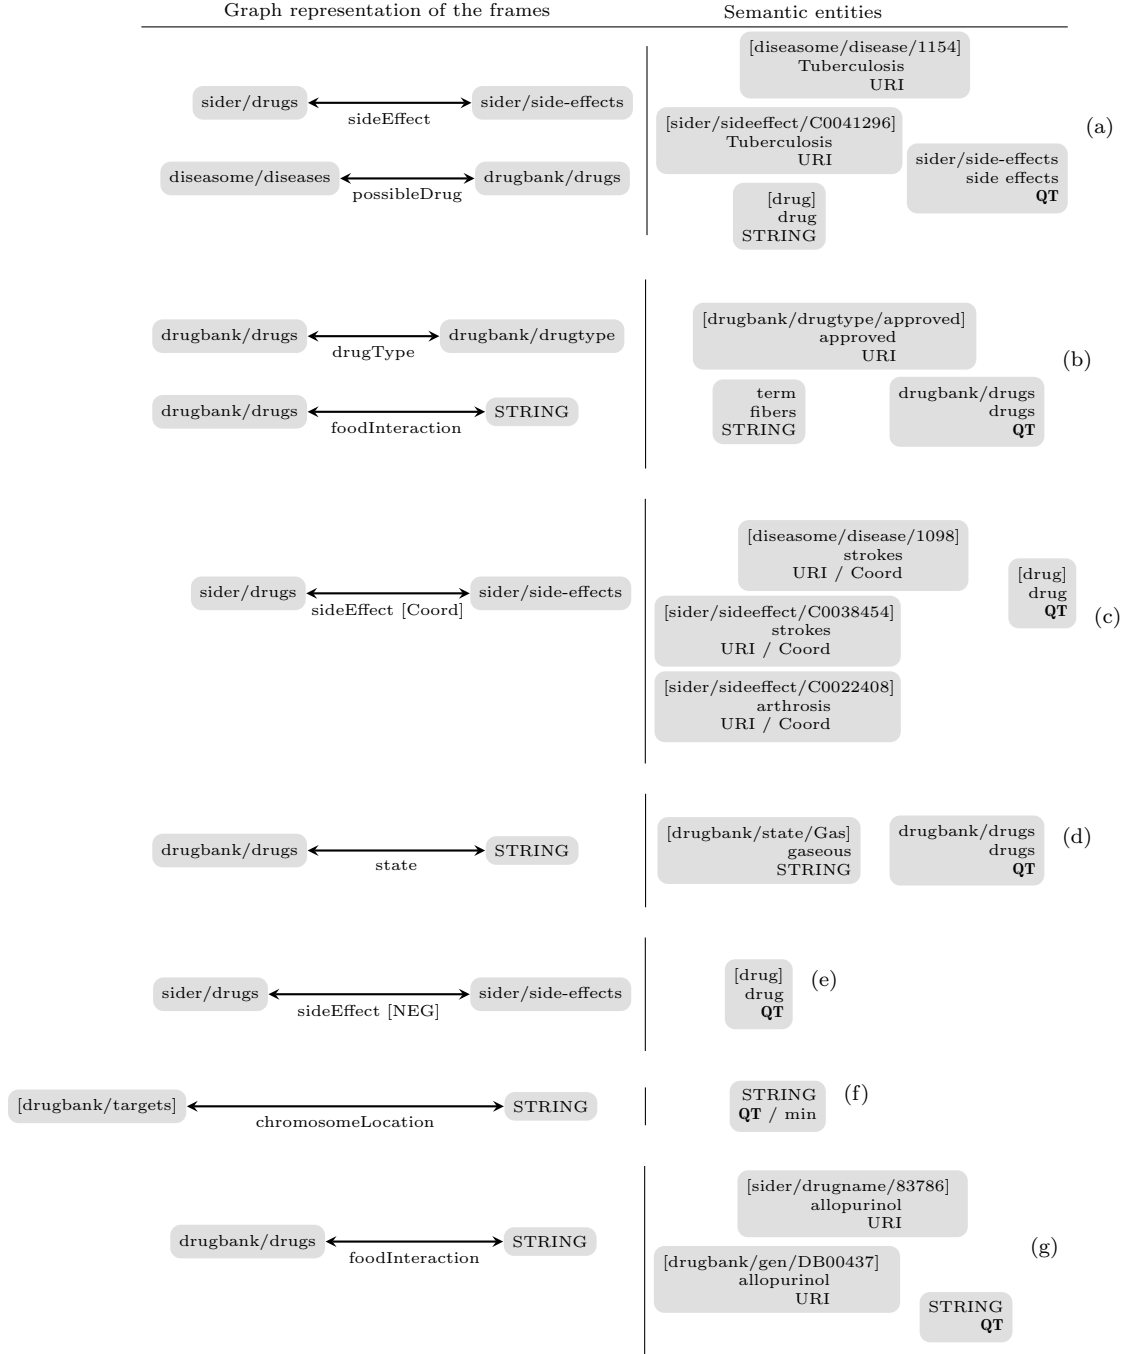 Graph representation of the frames
Semantic entities
sider/drugs
sideEffect
sider/side-effects
diseasome/diseases
possibleDrug
drugbank/drugs
[diseasome/disease/1154]
Tuberculosis
URI
[sider/sideeffect/C0041296]
Tuberculosis
URI
sider/side-effects
side effects
QT
[drug]
drug
STRING
(a)
drugbank/drugs
drugType
drugbank/drugtype
drugbank/drugs
foodInteraction
STRING
[drugbank/drugtype/approved]
approved
URI
term
fibers
STRING
drugbank/drugs
drugs
QT
(b)
sider/drugs
sideEffect [Coord]
sider/side-effects
[diseasome/disease/1098]
strokes
URI / Coord
[sider/sideeffect/C0038454]
strokes
URI / Coord
[sider/sideeffect/C0022408]
arthrosis
URI / Coord
[drug]
drug
QT
(c)
drugbank/drugs
state
STRING
[drugbank/state/Gas]
gaseous
STRING
drugbank/drugs
drugs
QT
(d)
sider/drugs
sideEffect [NEG]
sider/side-effects
[drug]
drug
QT
(e)
[drugbank/targets]
chromosomeLocation
STRING
STRING
QT / min
(f)
drugbank/drugs
foodInteraction
STRING
[sider/drugname/83786]
allopurinol
URI
[drugbank/gen/DB00437]
allopurinol
URI
STRING
QT
(g)